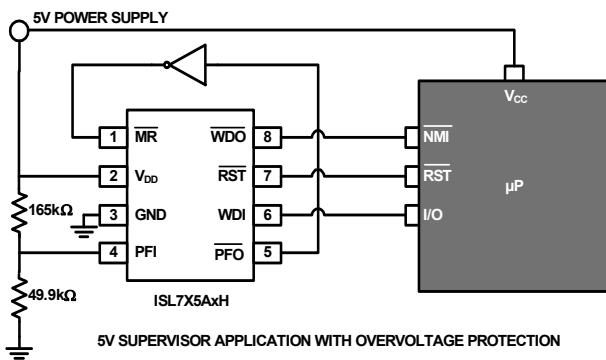 5V POWER SUPPLY
VCC
1 MR WDO 8 NMI
2 VDD RST 7 RST
µP
165kΩ
3 GND WDI 6 I/O
4 PFI PFO 5
49.9kΩ
ISL7X5AxH
5V SUPERVISOR APPLICATION WITH OVERVOLTAGE PROTECTION